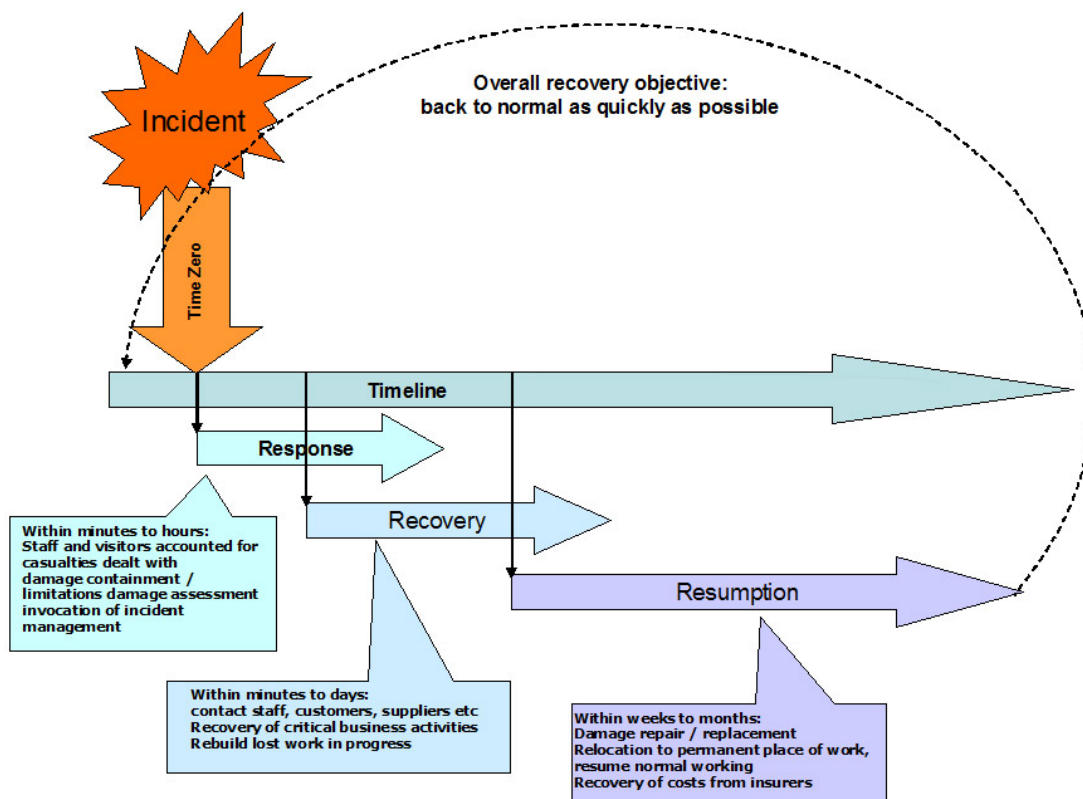 Overall recovery objective:
back to normal as quickly as possible
Incident
Time Zero
Timeline
Response
Recovery
Resumption
Within minutes to hours:
Staff and visitors accounted for
casualties dealt with
damage containment /
limitations damage assessment
invocation of incident
management
Within minutes to days:
contact staff, customers, suppliers etc
Recovery of critical business activities
Rebuild lost work in progress
Within weeks to months:
Damage repair / replacement
Relocation to permanent place of work,
resume normal working
Recovery of costs from insurers